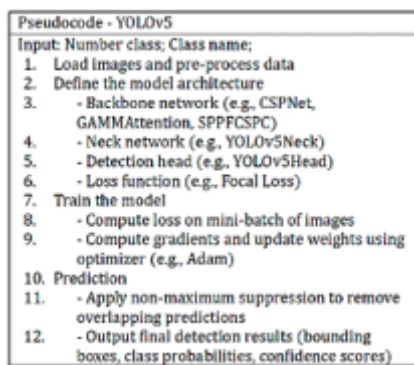 Pseudocode - YOLOv5
Input: Number class; Class name;
1. Load images and pre-process data
2. Define the model architecture
3. - Backbone network (e.g., CSPNet,
GAMMAttention, SPPFCSPC)
4. - Neck network (e.g., YOLOv5Neck)
5. - Detection head (e.g., YOLOv5Head)
6. - Loss function (e.g., Focal Loss)
7. Train the model
8. - Compute loss on mini-batch of images
9. - Compute gradients and update weights using
optimizer (e.g., Adam)
10. Prediction
11. - Apply non-maximum suppression to remove
overlapping predictions
12. - Output final detection results (bounding
boxes, class probabilities, confidence scores)